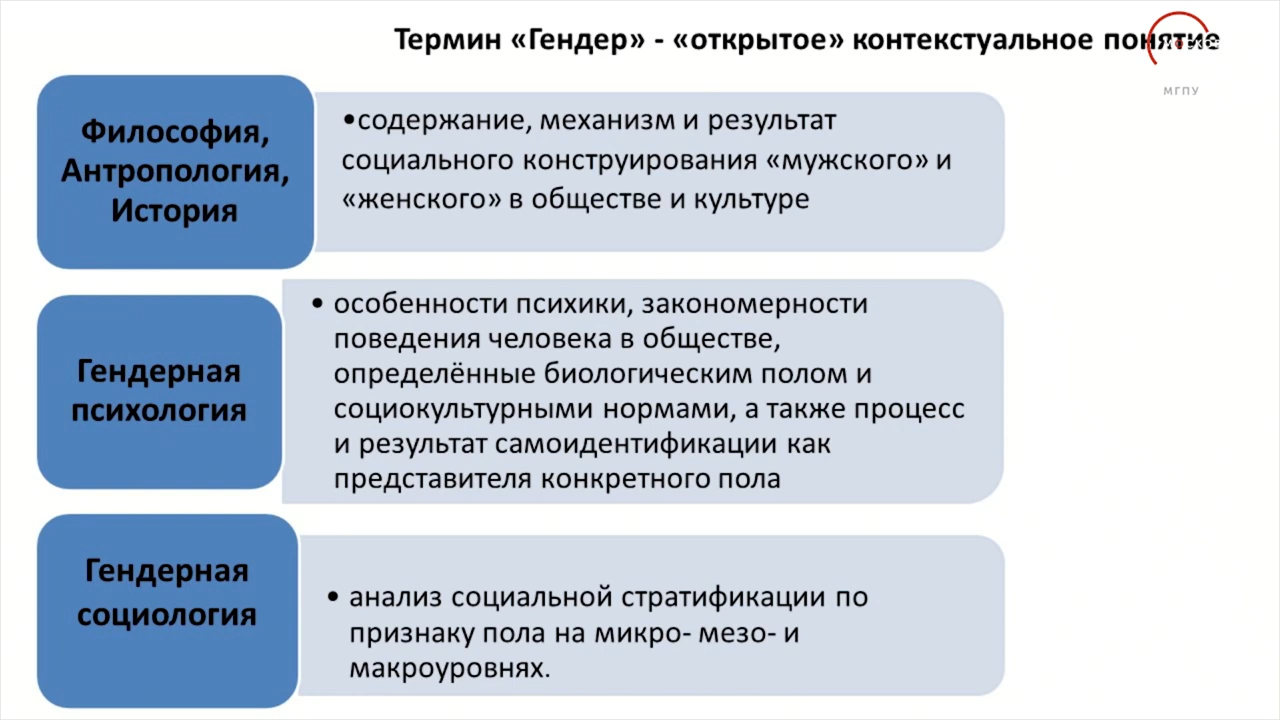 Термин «Гендер» - «открытое» контекстуальное понятие
МГПУ
Философия,
Антропология,
История
•содержание, механизм и результат
социального конструирования «мужского» и
«женского» в обществе и культуре
Гендерная
психология
• особенности психики, закономерности
поведения человека в обществе,
определённые биологическим полом и
социокультурными нормами, а также процесс
и результат самоидентификации как
представителя конкретного пола
Гендерная
социология
• анализ социальной стратификации по
признаку пола на микро- мезо- и
макроуровнях.